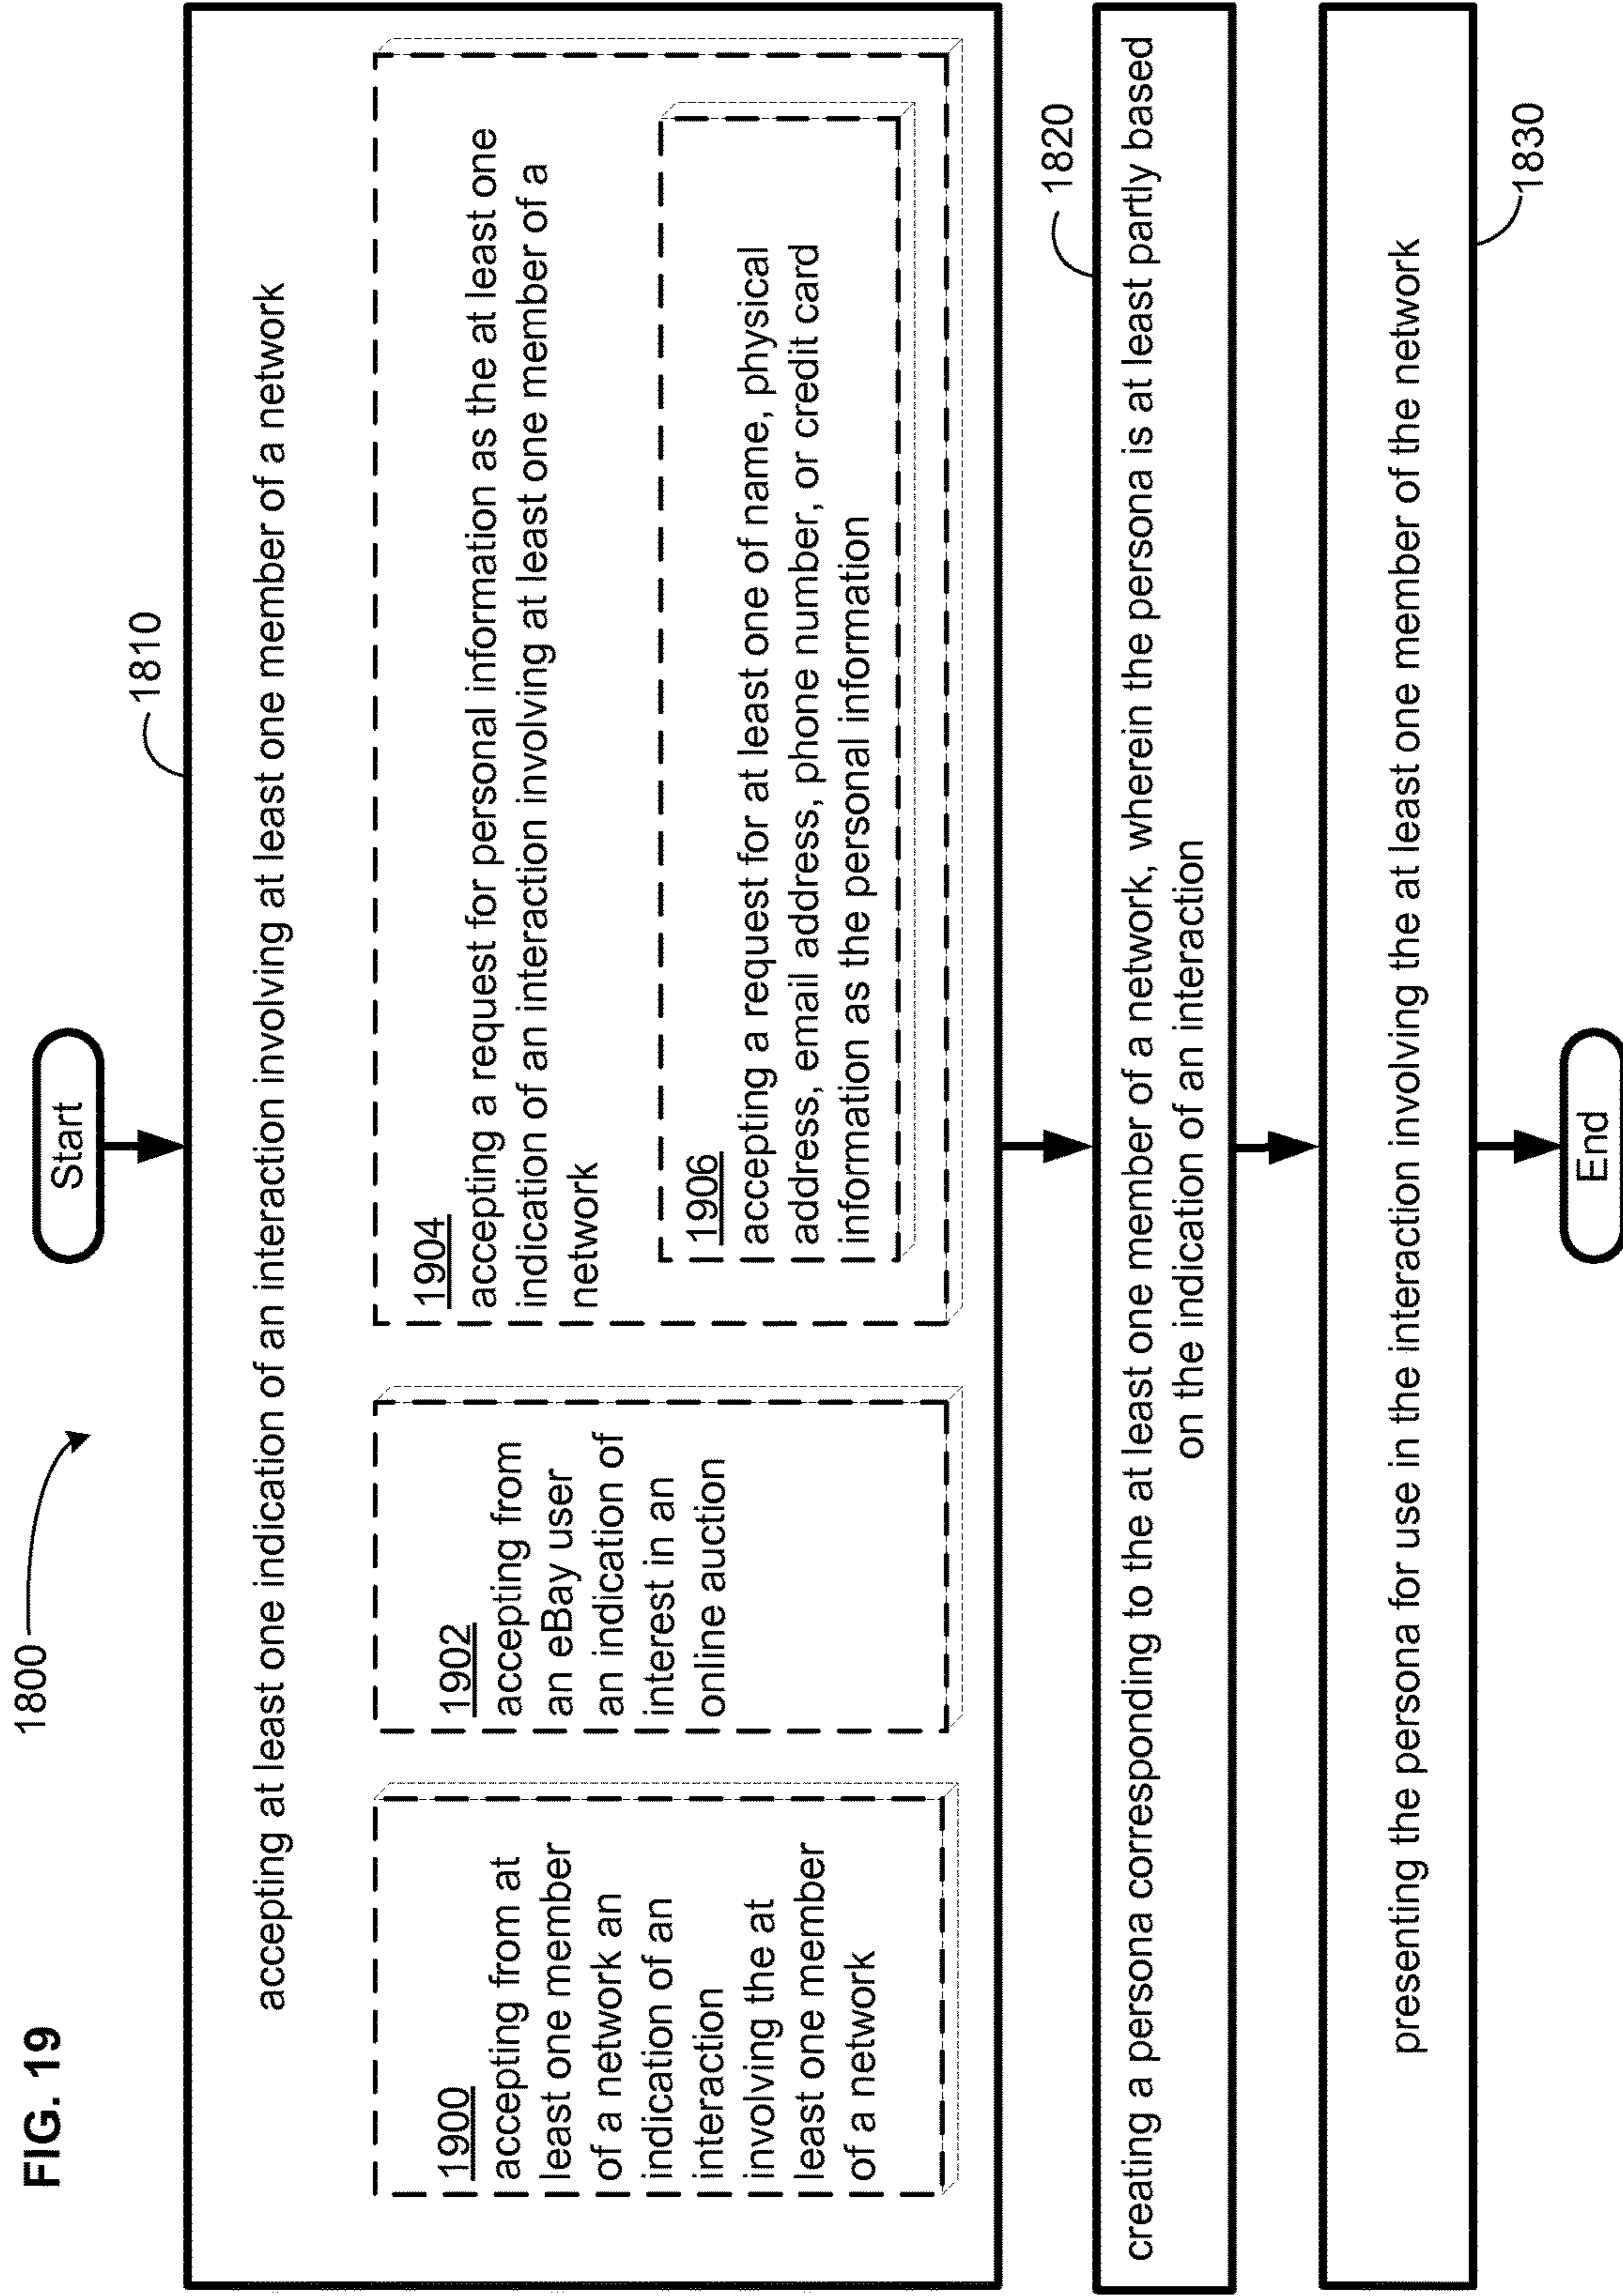 FIG. 19
1800
Start
1810
accepting at least one indication of an interaction involving at least one member of a network
1900
accepting from at
least one member
of a network an
indication of an
interaction
involving the at
least one member
of a network
1902
accepting from
an eBay user
an indication of
interest in an
online auction
1904
accepting a request for personal information as the at least one
indication of an interaction involving at least one member of a
network
1906
accepting a request for at least one of name, physical
address, email address, phone number, or credit card
information as the personal information
1820
creating a persona corresponding to the at least one member of a network, wherein the persona is at least partly based
on the indication of an interaction
1830
presenting the persona for use in the interaction involving the at least one member of the network
End